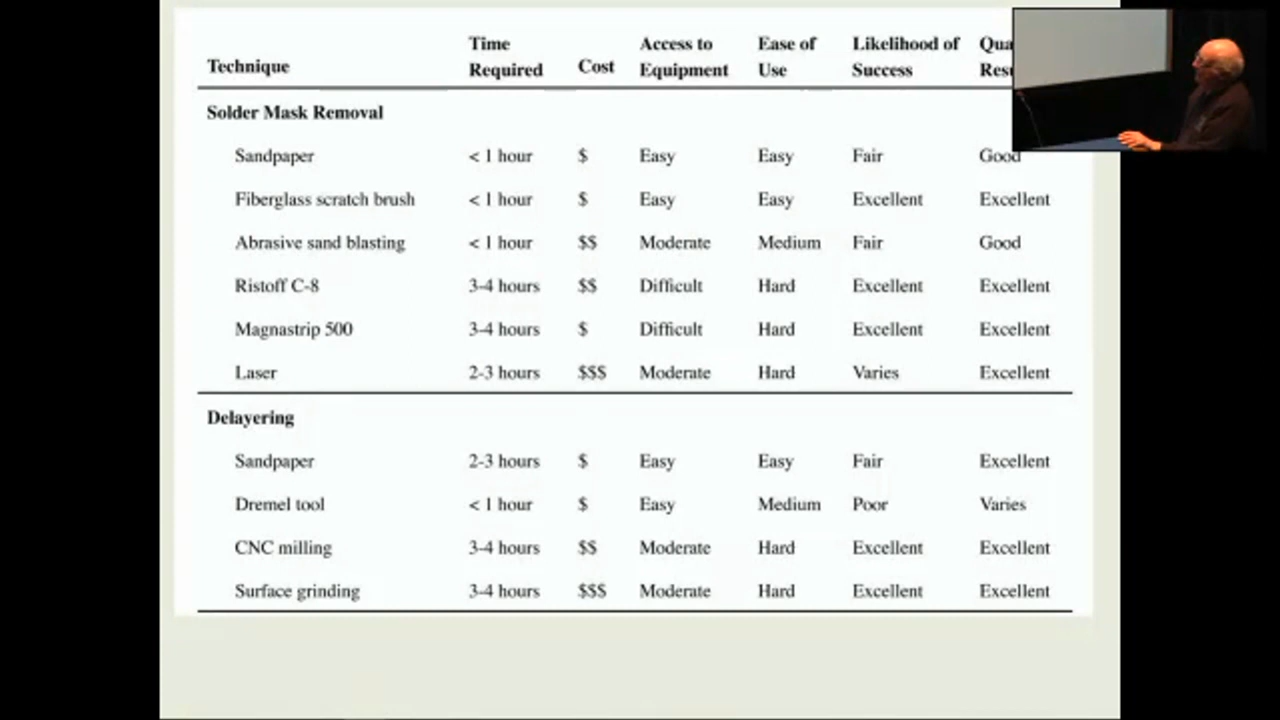 Technique Time Required Cost Access to Equipment Ease of Use Likelihood of Success
Solder Mask Removal
Sandpaper < 1 hour $ Easy Easy Fair Good
Fiberglass scratch brush < 1 hour $ Easy Easy Excellent Excellent
Abrasive sand blasting < 1 hour $$ Moderate Medium Fair Good
Ristoff C-8 3-4 hours $$ Difficult Hard Excellent Excellent
Magnastrip 500 3-4 hours $ Difficult Hard Excellent Excellent
Laser 2-3 hours $$$ Moderate Hard Varies Excellent
Delayering
Sandpaper 2-3 hours $ Easy Easy Fair Excellent
Dremel tool < 1 hour $ Easy Medium Poor Varies
CNC milling 3-4 hours $$ Moderate Hard Excellent Excellent
Surface grinding 3-4 hours $$$ Moderate Hard Excellent Excellent